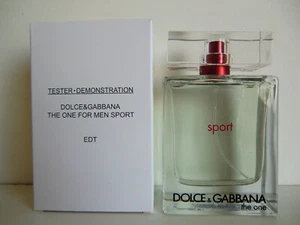 TESTER·DEMONSTRATION
DOLCE&GABBANA
THE ONE FOR MEN SPORT
EDT
sport
DOLCE & GABBANA
the one